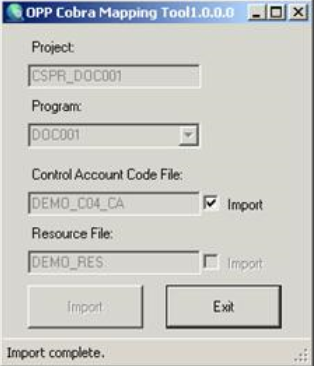 OPP Cobra Mapping Tool1.0.0.0
Project:
CSPR_DOC001
Program:
DOC001
Control Account Code File:
DEMO_C04_CA Import
Resource File:
DEMO_RES Import
Import Exit
Import complete.